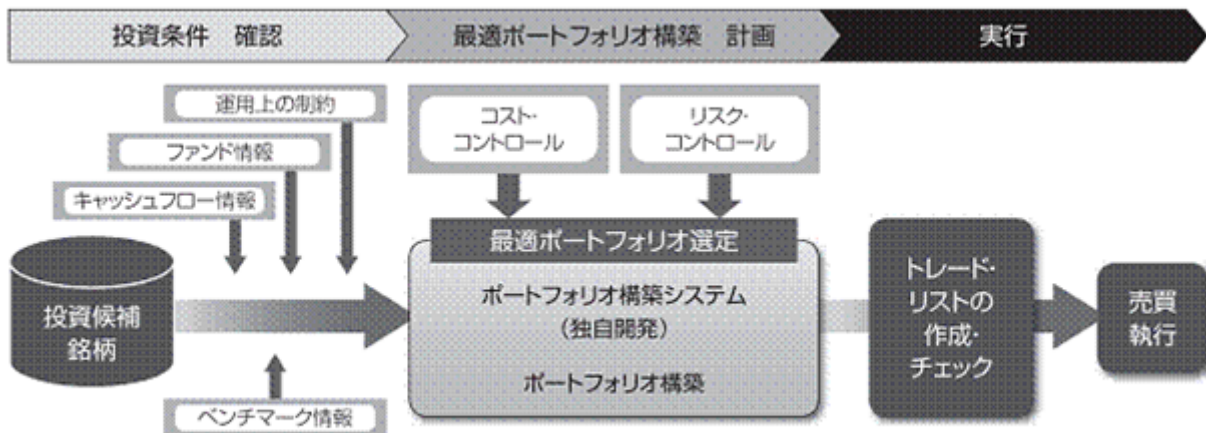 投資条件 確認
最適ポートフォリオ構築 計画
実行
運用上の制約
ファンド情報
キャッシュフロー情報
コスト・
コントロール
リスク・
コントロール
最適ポートフォリオ選定
投資候補
銘柄
ポートフォリオ構築システム
(独自開発)
ポートフォリオ構築
トレード・
リストの
作成・
チェック
売買
執行
ベンチマーク情報